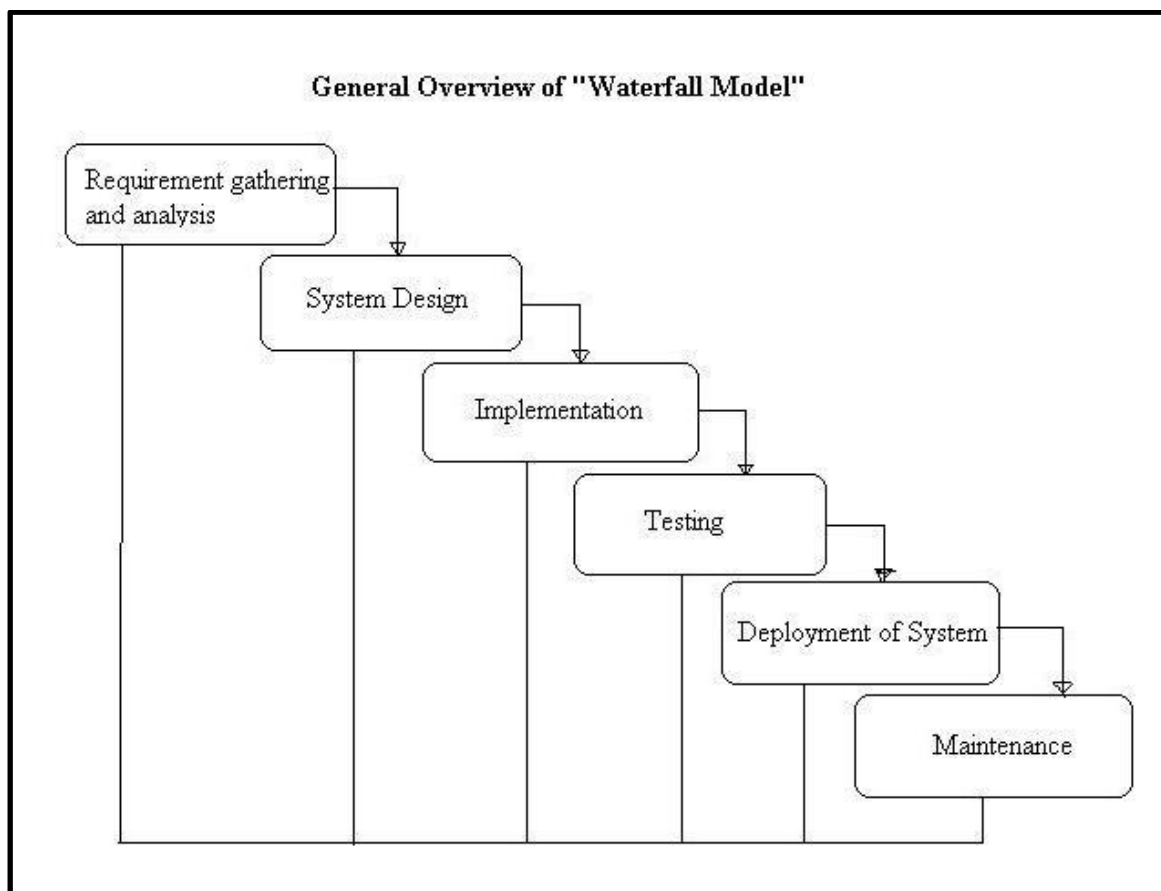 General Overview of "Waterfall Model"
Requirement gathering
and analysis
System Design
Implementation
Testing
Deployment of System
Maintenance